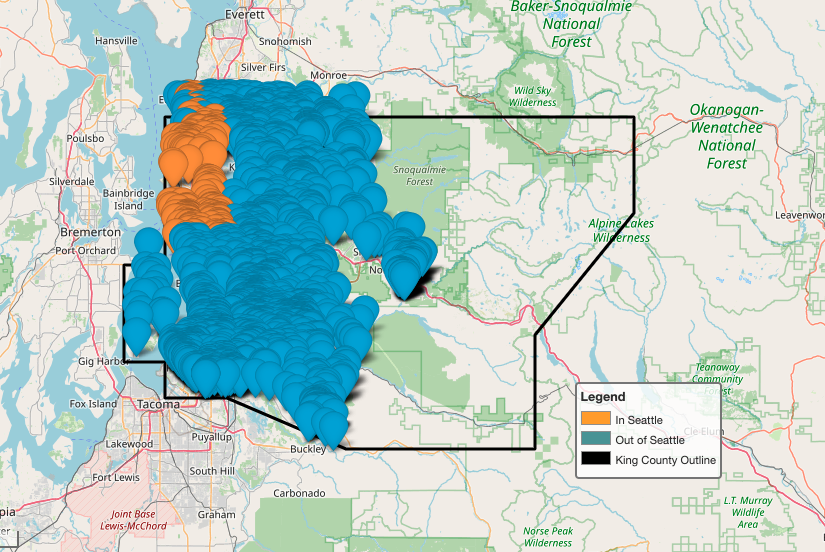 Everett
Baker-Snoqualmie
National
Forest
Hansville
Snohomish
Silver Firs
Monroe
Wild Sky
Wilderness
Okanogan-
Wenatchee
National
Forest
Poulsbo
Snoqualmie
Forest
Silverdale
Bainbridge
Island
Leavenwor
Alpine Lakes
Wilderness
Bremerton
Port Orchard
No
Gig Harbor
Teanaway
Community
Forest
Legend
In Seattle
Out of Seattle
King County Outline
Cle Elum
Fox Island
Tacoma
Lakewood
Puyallup
Buckley
Fort Lewis
South Hill
Carbonado
Joint Base
Lewis-McChord
Graham
L.T. Murray
Wildlife
Area
Norse Peak
Wilderness